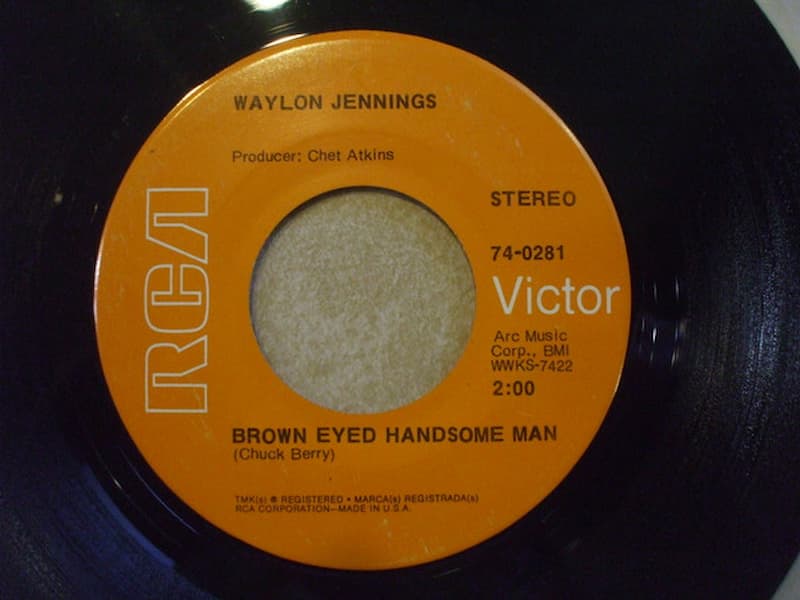 WAYLON JENNINGS
Producer: Chet Atkins
RCA
STEREO
74-0281
Victor
Arc Music
Corp., BMI
WWKS-7422
2:00
BROWN EYED HANDSOME MAN
(Chuck Berry)
TMK(s) ® REGISTERED • MARCA(s) REGISTRADA(s)
RCA CORPORATION—MADE IN U.S.A.